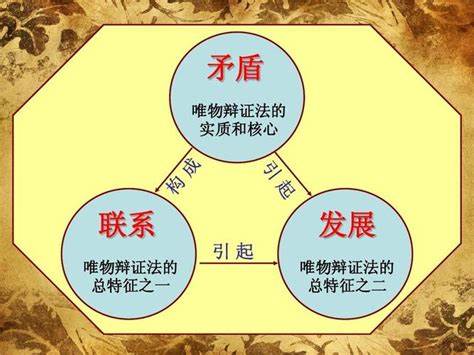 矛盾
唯物辩证法的
实质和核心
构成
引起
联系
唯物辩证法的
总特征之一
引起
发展
唯物辩证法的
总特征之二